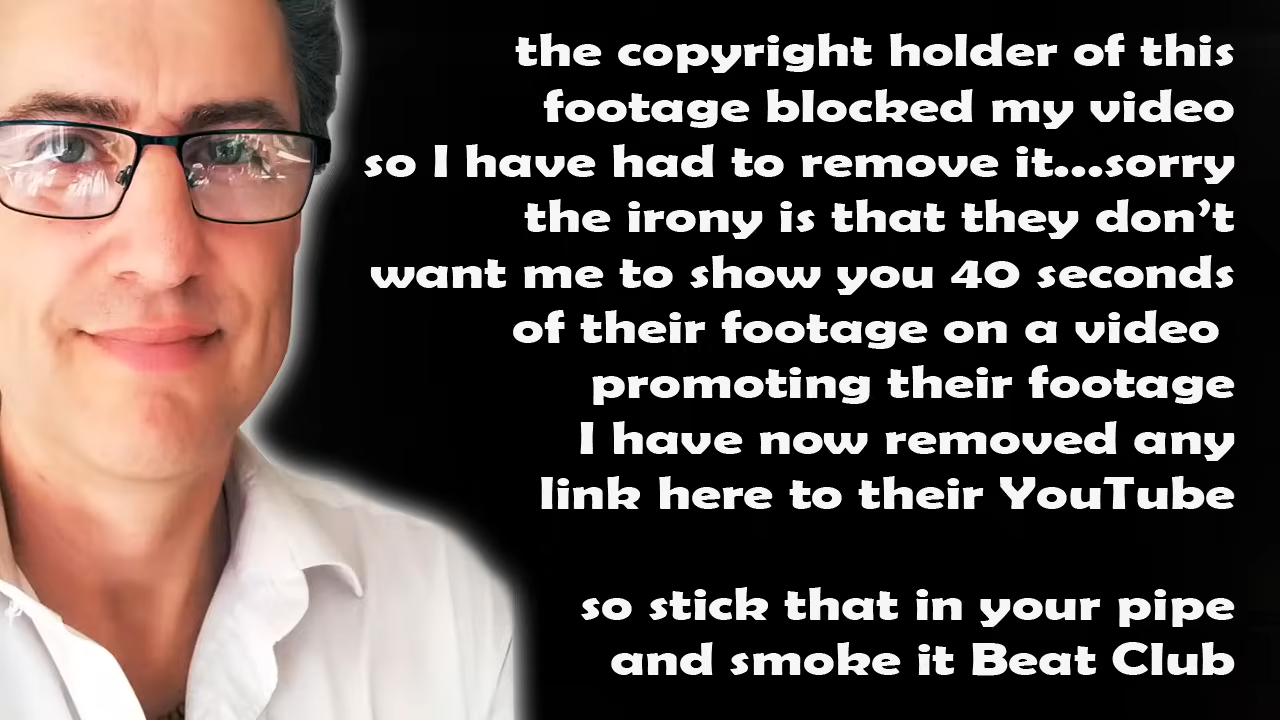 the copyright holder of this
footage blocked my video
so I have had to remove it...sorry
the irony is that they don’t
want me to show you 40 seconds
of their footage on a video
promoting their footage
I have now removed any
link here to their YouTube
so stick that in your pipe
and smoke it Beat Club